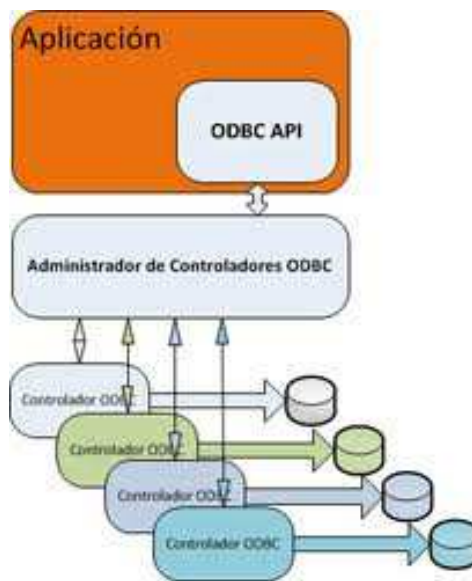 Aplicación
ODBC API
Administrador de Controladores ODBC
Controlador ODBC
Controlador ODBC
Controlador ODBC
Controlador ODBC